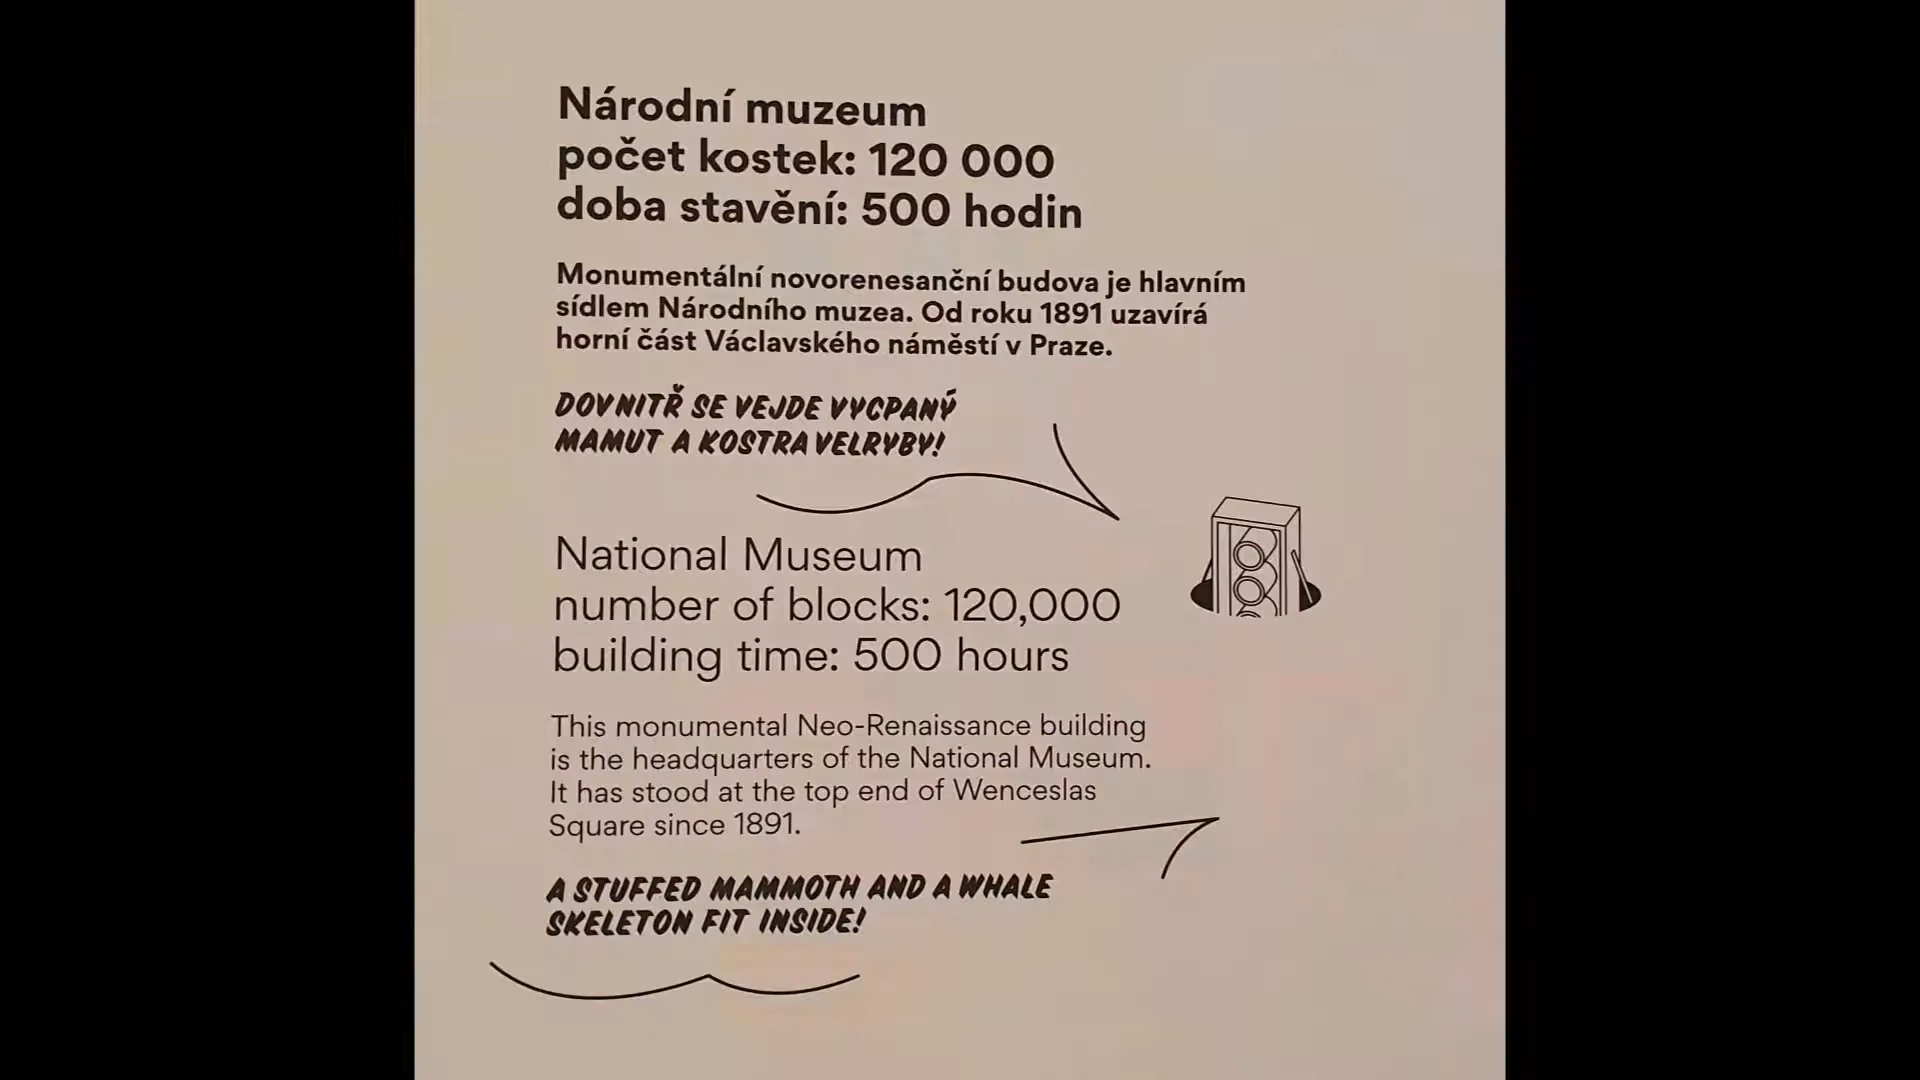 Národní muzeum
počet kostek: 120 000
doba stavění: 500 hodin
Monumentální novorenesanční budova je hlavním
sídlem Národního muzea. Od roku 1891 uzavírá
horní část Václavského náměstí v Praze.
DOVNITŘ SE VEJDE VYCPANÝ
MAMUT A KOSTRA VELRYBY!
National Museum
number of blocks: 120,000
building time: 500 hours
This monumental Neo-Renaissance building
is the headquarters of the National Museum.
It has stood at the top end of Wenceslas
Square since 1891.
A STUFFED MAMMOTH AND A WHALE
SKELETON FIT INSIDE!